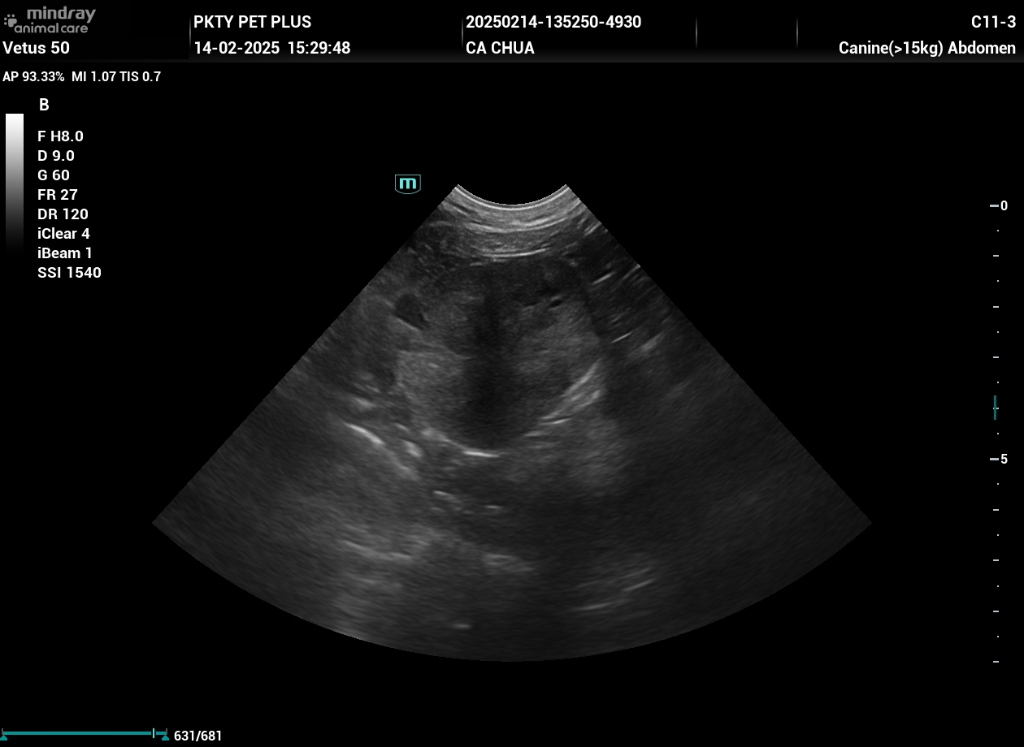 mindray
animalcare
Vetus 50
PKTY PET PLUS
14-02-2025 15:29:48
20250214-135250-4930
CA CHUA
C11-3
Canine(>15kg) Abdomen
AP 93.33% MI 1.07 TIS 0.7
B
F H8.0
D 9.0
G 60
FR 27
DR 120
iClear 4
iBeam 1
SSI 1540
m
0
5
631/681